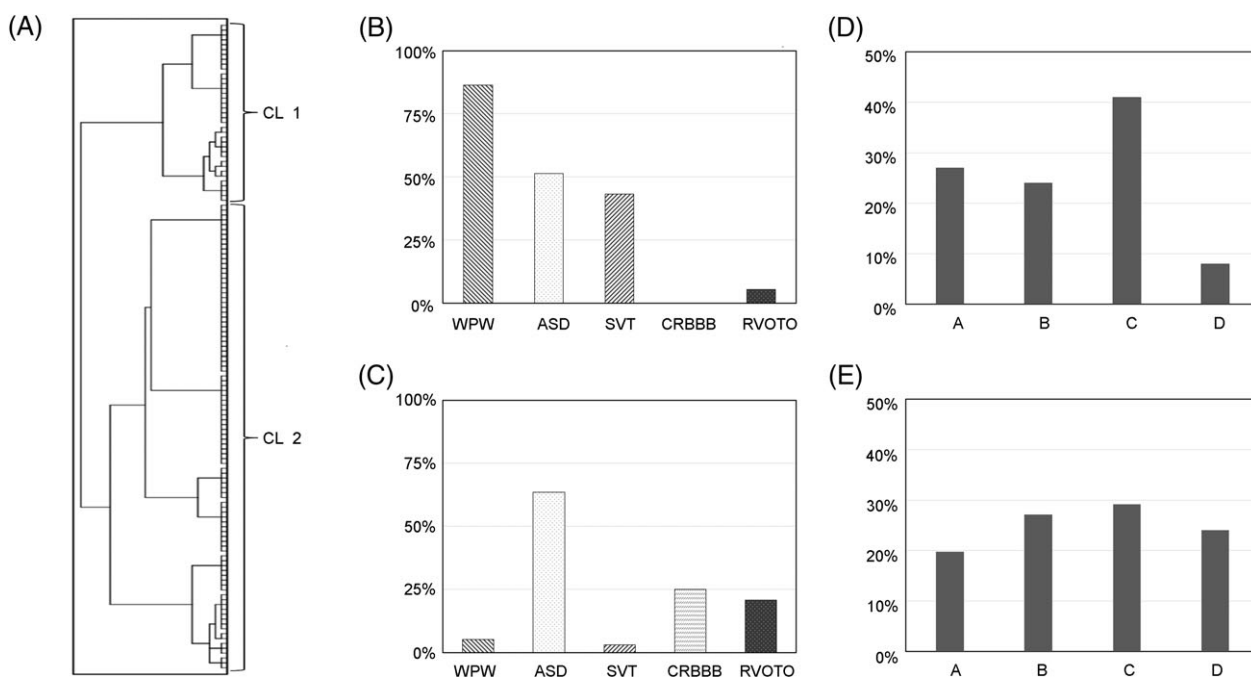 (A)
CL 1
CL 2
(B)
100%
75%
50%
25%
0%
WPW ASD SVT CRBBB RVOTO
(C)
100%
75%
50%
25%
0%
WPW ASD SVT CRBBB RVOTO
(D)
50%
40%
30%
20%
10%
0%
A B C D
(E)
50%
40%
30%
20%
10%
0%
A B C D